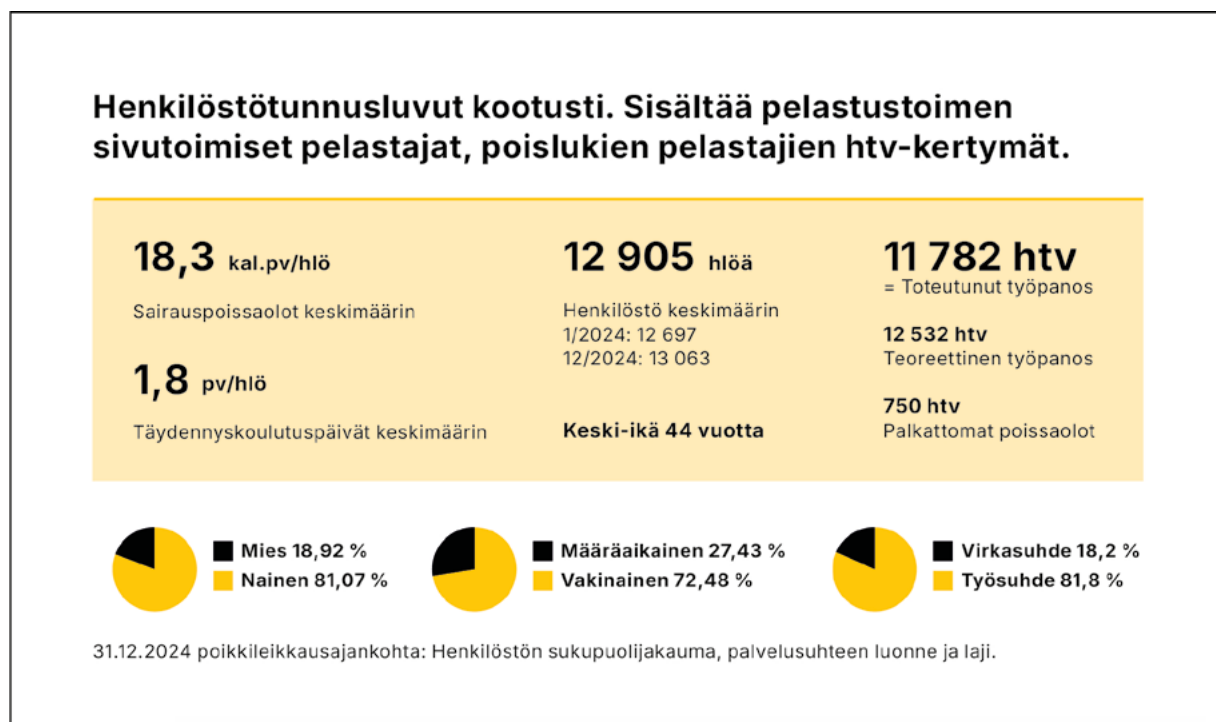 Henkilöstötunnusluvut kootusti. Sisältää pelastustoimen
sivutoimiset pelastajat, poislukien pelastajien htv-kertymät.
18,3 kal.pv/hlö
Sairauspoissaolot keskimäärin
1,8 pv/hlö
Täydennyskoulutuspäivät keskimäärin
12 905 hlöä
Henkilöstö keskimäärin
1/2024: 12 697
12/2024: 13 063
Keski-ikä 44 vuotta
11 782 htv
= Toteutunut työpanos
12 532 htv
Teoreettinen työpanos
750 htv
Palkattomat poissaolot
Mies 18,92 %
Nainen 81,07 %
Määräaikainen 27,43 %
Vakinainen 72,48 %
Virkasuhde 18,2 %
Työsuhde 81,8 %
31.12.2024 poikkileikkausajankohta: Henkilöstön sukupuolijakauma, palvelusuhteen luonne ja laji.